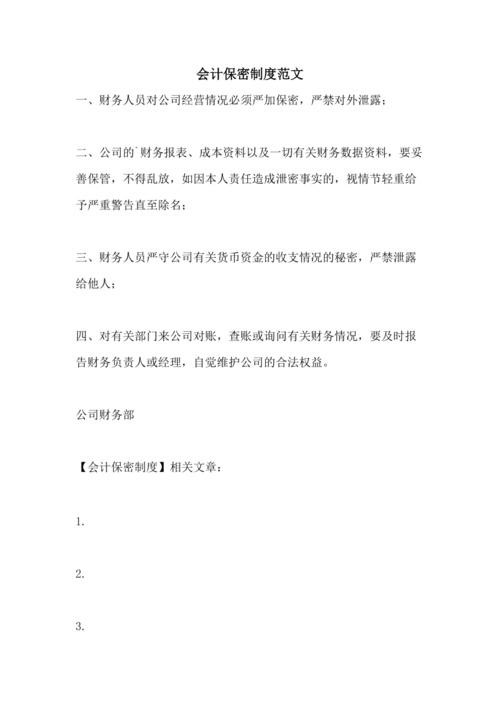 会计保密制度范文
一、财务人员对公司经营情况必须严加保密，严禁对外泄露；
二、公司的`财务报表、成本资料以及一切有关财务数据资料，要妥
善保管，不得乱放，如因本人责任造成泄密事实的，视情节轻重给
予严重警告直至除名；
三、财务人员严守公司有关货币资金的收支情况的秘密，严禁泄露
给他人；
四、对有关部门来公司对账，查账或询问有关财务情况，要及时报
告财务负责人或经理，自觉维护公司的合法权益。
公司财务部
【会计保密制度】相关文章：
1.
2.
3.